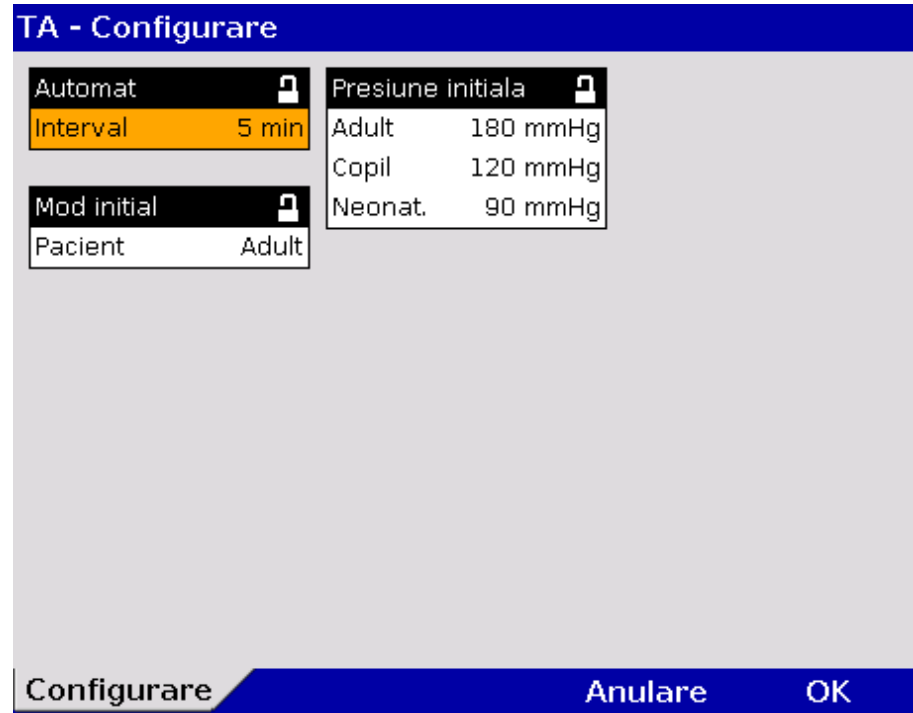 TA - Configurare
Automat
Interval 5 min
Mod initial
Pacient Adult
Presiune initiala
Adult 180 mmHg
Copil 120 mmHg
Neonat. 90 mmHg
Configurare Anulare OK